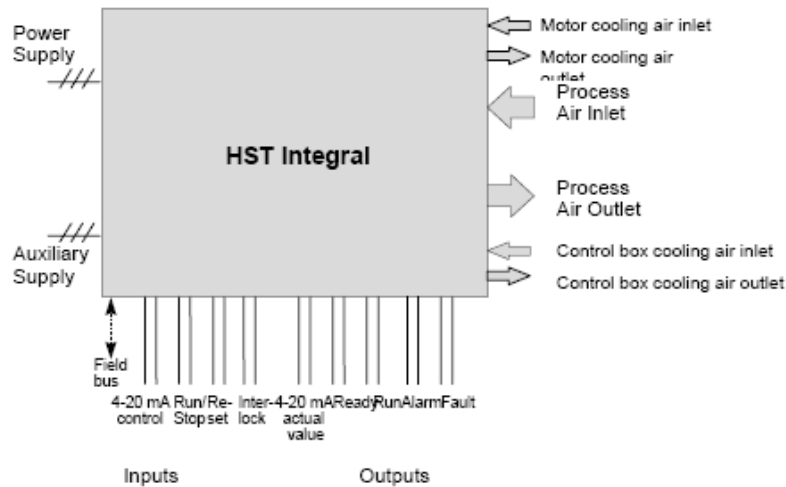 Power
Supply
Motor cooling air inlet
Motor cooling air
outlet
Process
Air Inlet
HST Integral
Process
Air Outlet
Auxiliary
Supply
Control box cooling air inlet
Control box cooling air outlet
Field
bus
4-20 mA
control
Run/
Stop
Re-
set
Inter-
lock
4-20 mA
actual
value
Ready
Run
Alarm
Fault
Inputs
Outputs